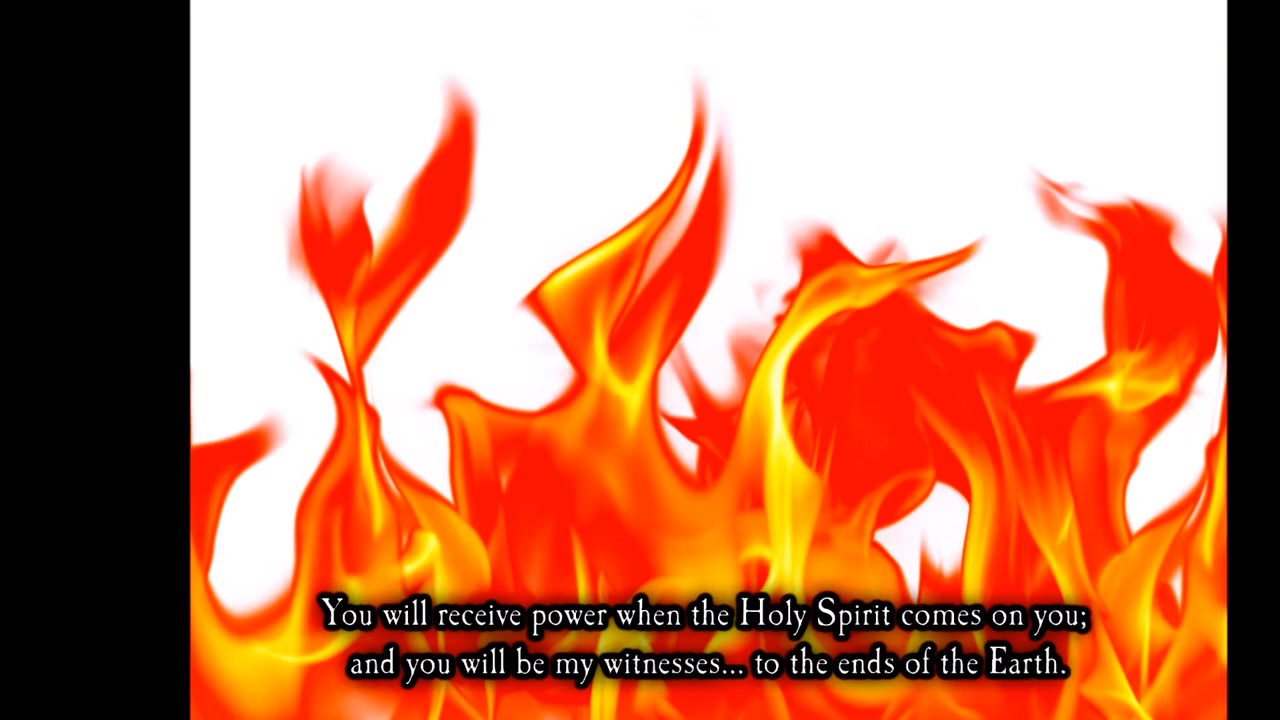 You will receive power when the Holy Spirit comes on you;
and you will be my witnesses... to the ends of the Earth.